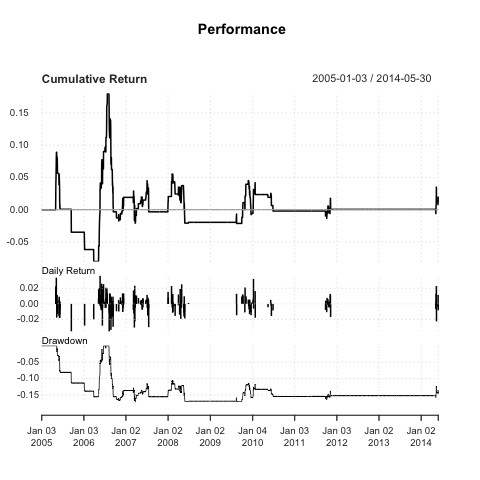 Performance
Cumulative Return 2005-01-03 / 2014-05-30
0.15
0.10
0.05
0.00
-0.05
Daily Return
0.02
0.00
-0.02
Drawdown
-0.05
-0.10
-0.15
Jan 03 Jan 03 Jan 02 Jan 02 Jan 02 Jan 02 Jan 03 Jan 03 Jan 02 Jan 02
2005 2006 2007 2008 2009 2010 2011 2012 2013 2014